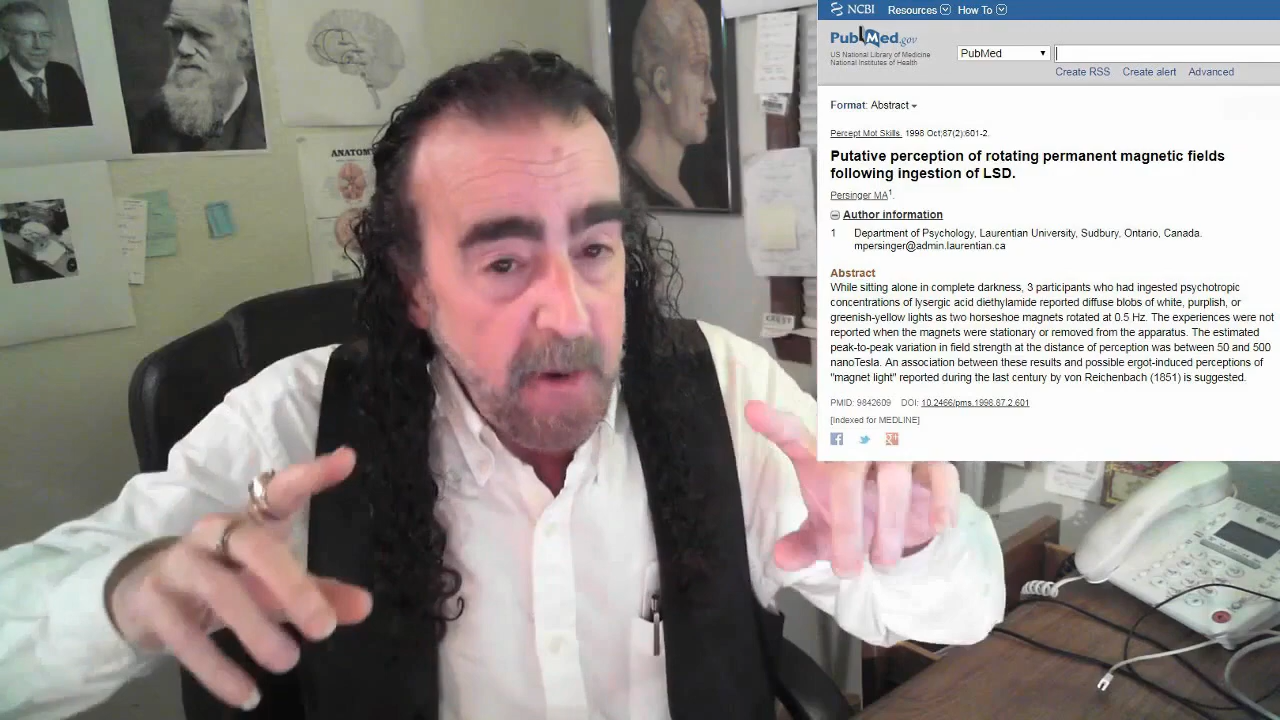 NCBI Resources How To
PubMed.gov
US National Library of Medicine
National Institutes of Health
PubMed
Create RSS Create alert Advanced
Format: Abstract
Percept Mot Skills. 1998 Oct;87(2):601-2.
Putative perception of rotating permanent magnetic fields
following ingestion of LSD.
Persinger MA1.
Author information
1 Department of Psychology, Laurentian University, Sudbury, Ontario, Canada.
mpersinger@admin.laurentian.ca
Abstract
While sitting alone in complete darkness, 3 participants who had ingested psychotropic
concentrations of lysergic acid diethylamide reported diffuse blobs of white, purplish, or
greenish-yellow lights as two horseshoe magnets rotated at 0.5 Hz. The experiences were not
reported when the magnets were stationary or removed from the apparatus. The estimated
peak-to-peak variation in field strength at the distance of perception was between 50 and 500
nanoTesla. An association between these results and possible ergot-induced perceptions of
"magnet light" reported during the last century by von Reichenbach (1851) is suggested.
PMID: 9842609 DOI: 10.2466/pms.1998.87.2.601
[Indexed for MEDLINE]
ANATOMY